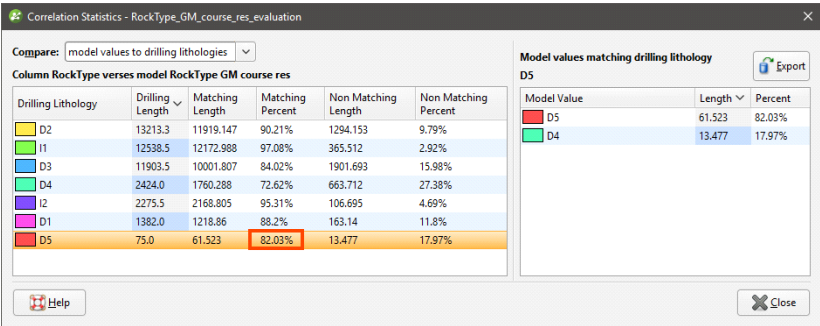 Correlation Statistics - RockType_GM_course_res_evaluation
Compare: model values to drilling lithologies
Column RockType verses model RockType GM course res
Drilling Lithology Drilling Length Matching Length Matching Percent Non Matching Length Non Matching Percent
D2 13213.3 11919.147 90.21% 1294.153 9.79%
I1 12538.5 12172.988 97.08% 365.512 2.92%
D3 11903.5 10001.807 84.02% 1901.693 15.98%
D4 2424.0 1760.288 72.62% 663.712 27.38%
I2 2275.5 2168.805 95.31% 106.695 4.69%
D1 1382.0 1218.86 88.2% 163.14 11.8%
D5 75.0 61.523 82.03% 13.477 17.97%
Model values matching drilling lithology
D5
Export
Model Value Length Percent
D5 61.523 82.03%
D4 13.477 17.97%
Help
Close